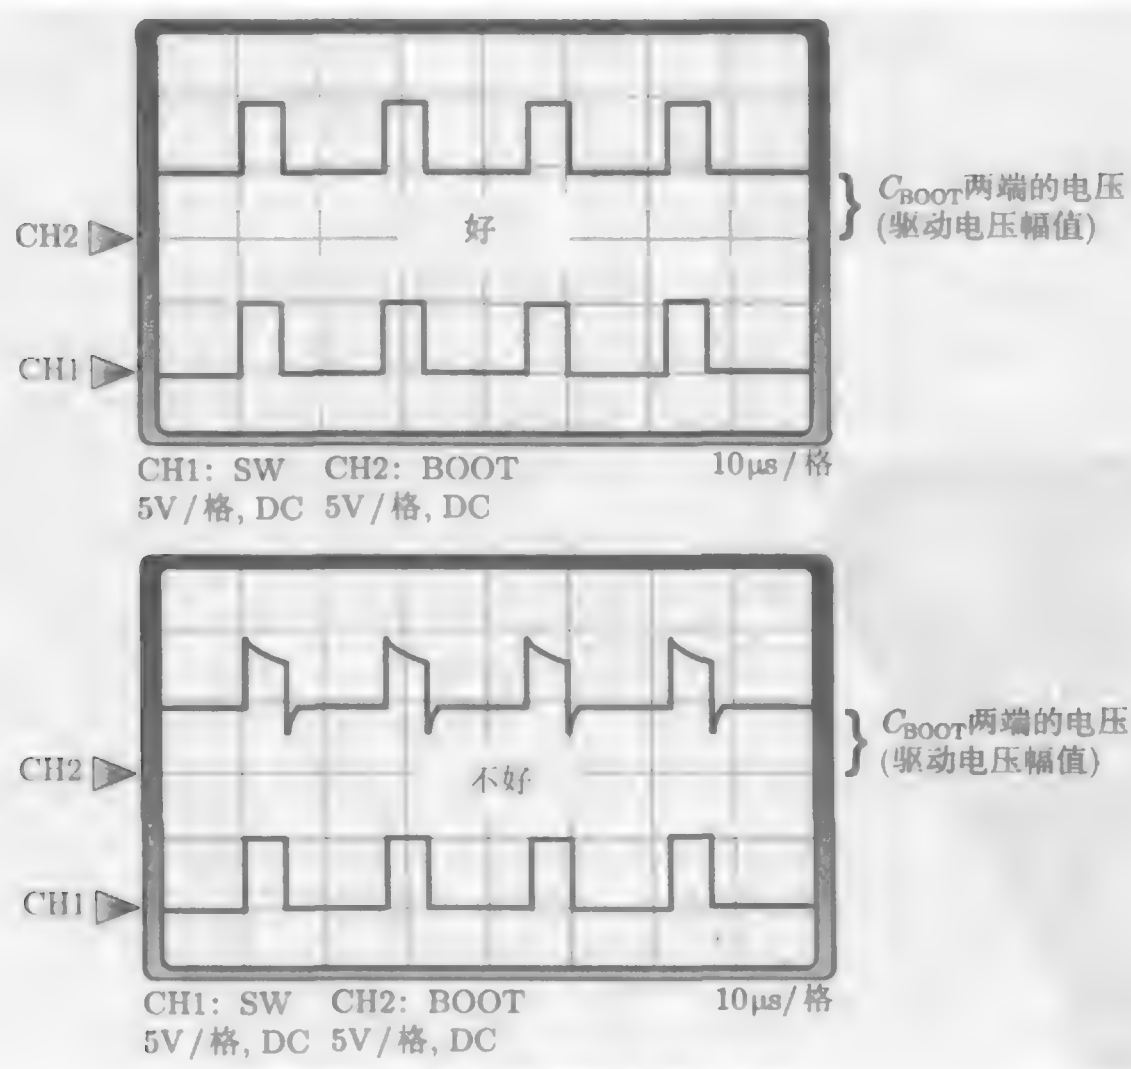 C_BOOT两端的电压
(驱动电压幅值)
CH2
好
CH1
CH1: SW CH2: BOOT 10μs/格
5V/格, DC 5V/格, DC
C_BOOT两端的电压
(驱动电压幅值)
CH2
不好
CH1
CH1: SW CH2: BOOT 10μs/格
5V/格, DC 5V/格, DC